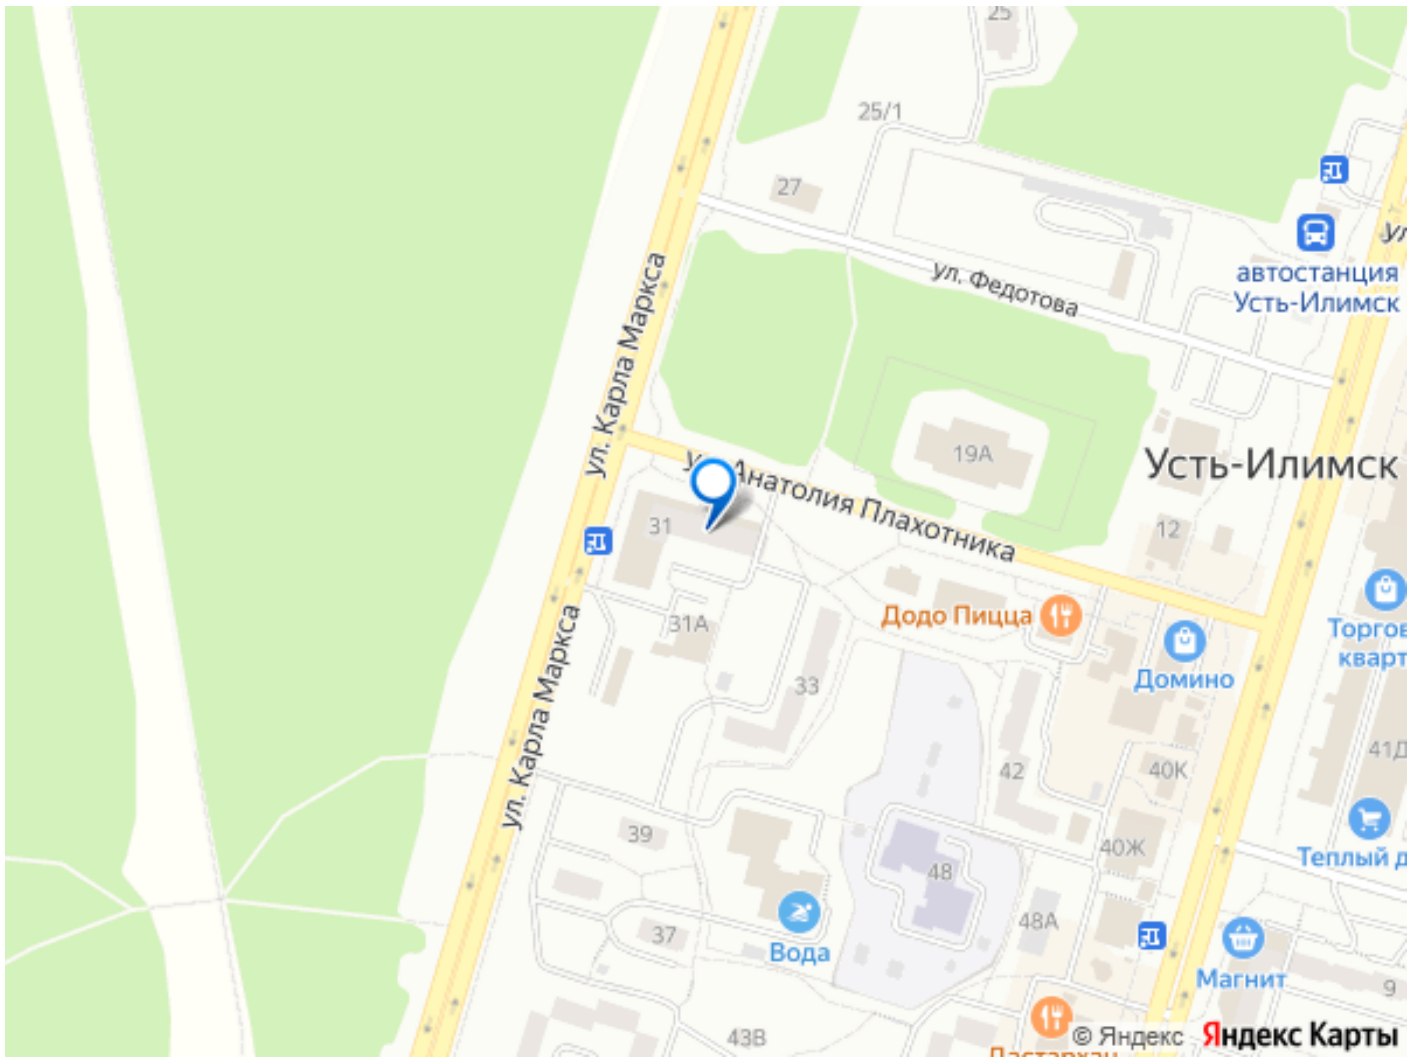 25
25/1
27
ул. Федотова
автостанция
Усть-Илимск
ул. Карла Маркса
19А
Усть-Илимск
ул. Анатолия Плахотника
31
12
Додо Пицца
31А
Домино
33
ул. Карла Маркса
42
40К
41Д
39
40Ж
48
48А
37
Вода
Магнит
9
43В
© Яндекс Яндекс Карты